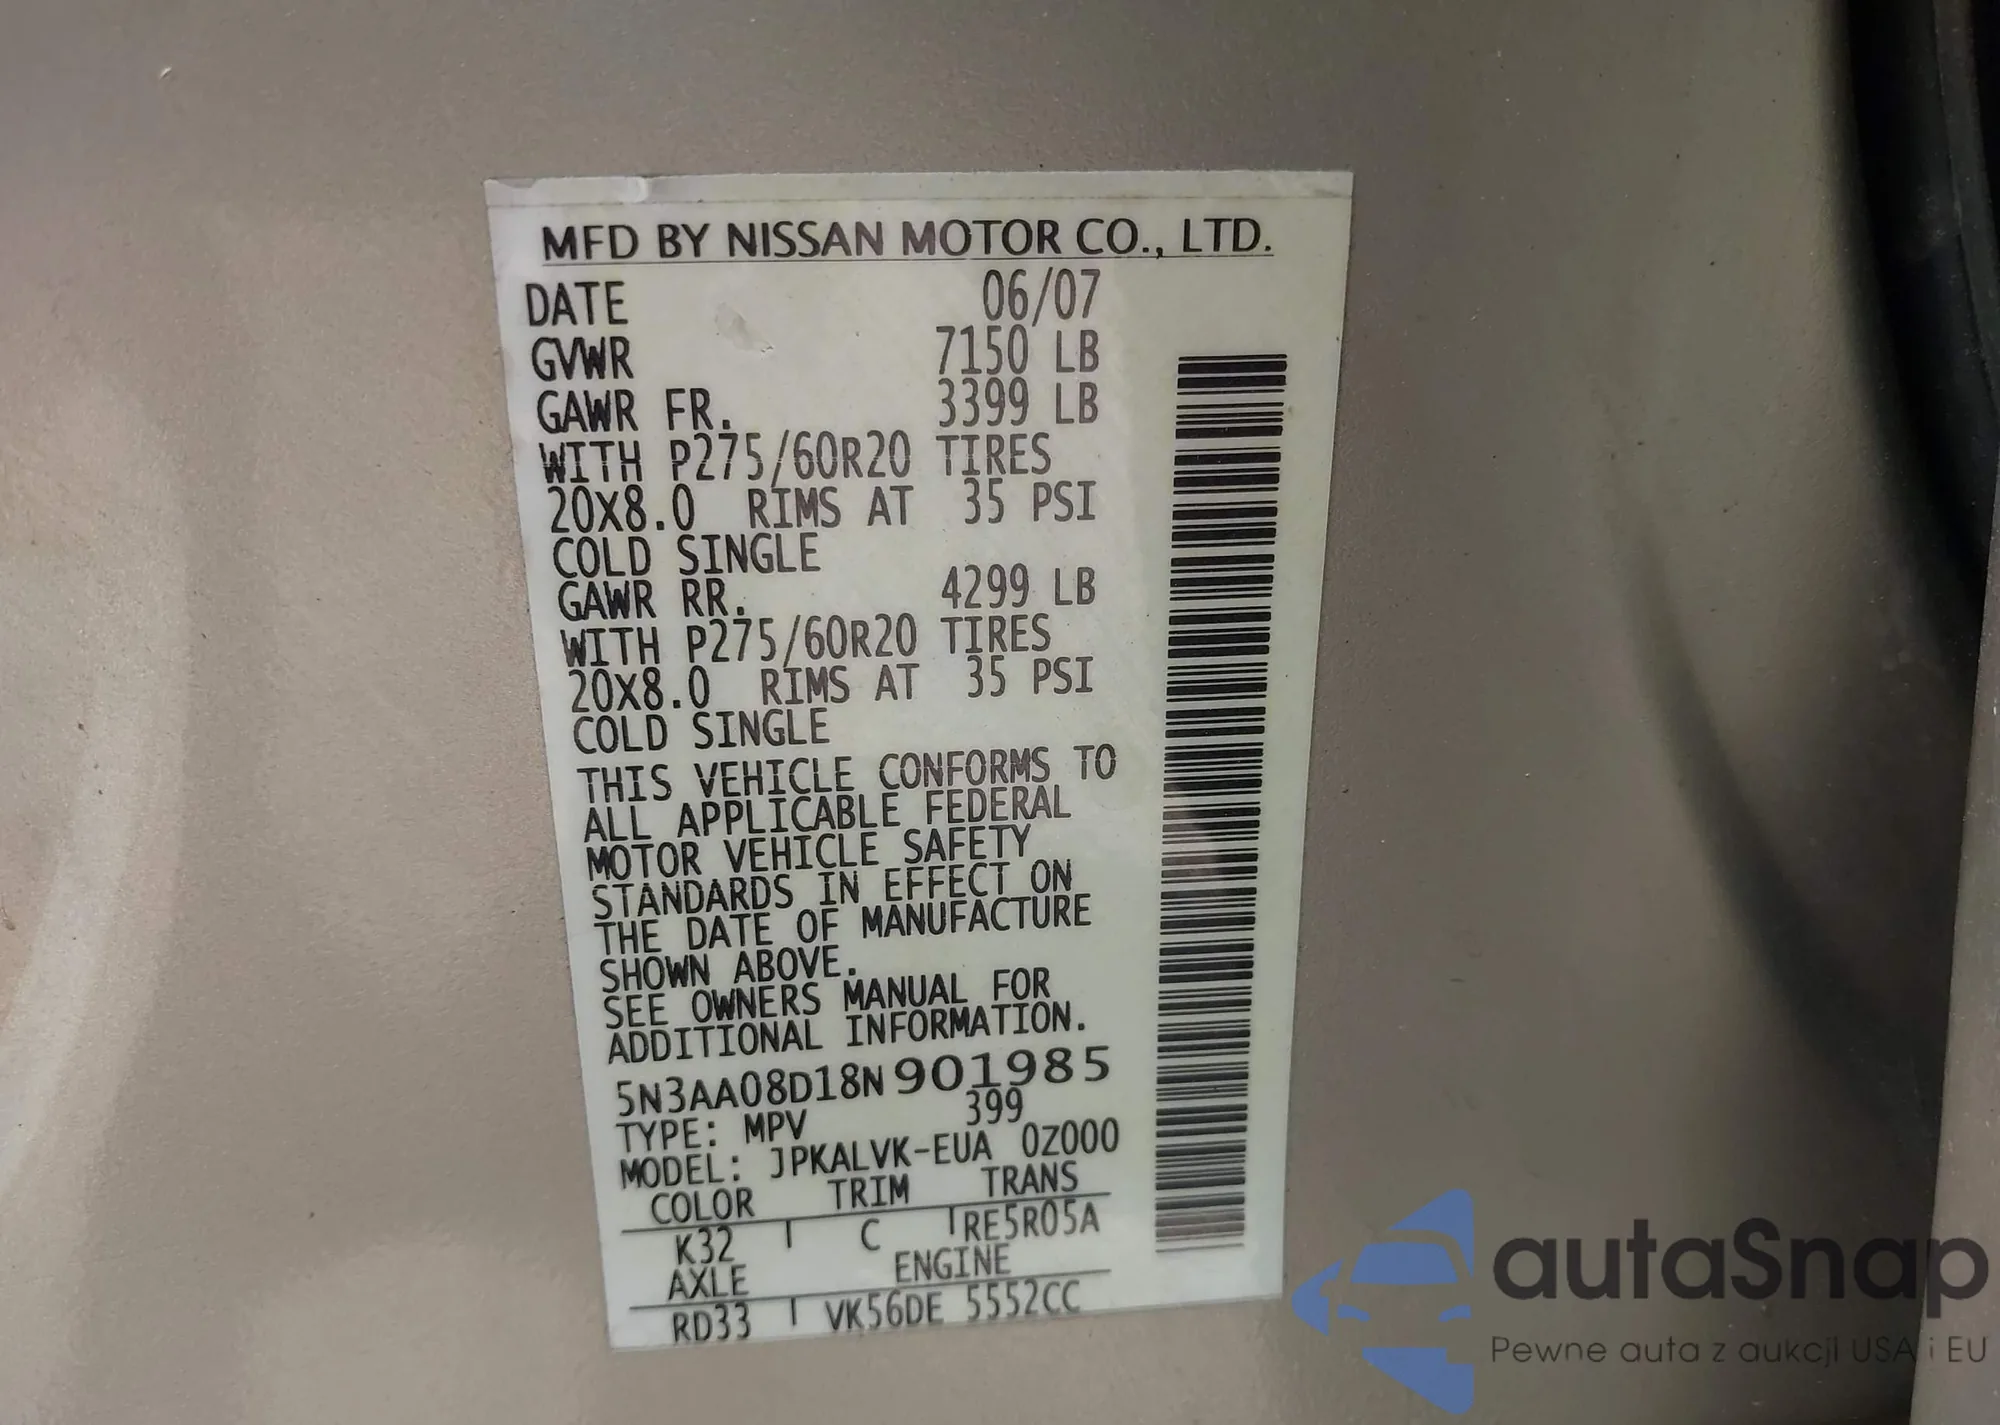 MFD BY NISSAN MOTOR CO., LTD.
DATE 06/07
GVWR 7150 LB
GAWR FR. 3399 LB
WITH P275/60R20 TIRES
20X8.0 RIMS AT 35 PSI
COLD SINGLE
GAWR RR. 4299 LB
WITH P275/60R20 TIRES
20X8.0 RIMS AT 35 PSI
COLD SINGLE
THIS VEHICLE CONFORMS TO
ALL APPLICABLE FEDERAL
MOTOR VEHICLE SAFETY
STANDARDS IN EFFECT ON
THE DATE OF MANUFACTURE
SHOWN ABOVE.
SEE OWNERS MANUAL FOR
ADDITIONAL INFORMATION.
5N3AA08D18N901985
TYPE: MPV 399
MODEL: JPKALVK-EUA 0Z000
COLOR TRIM TRANS
K32 C RE5R05A
AXLE ENGINE
RD33 VK56DE 5552CC
autaSnap
Pewne auta z aukcji USA i EU